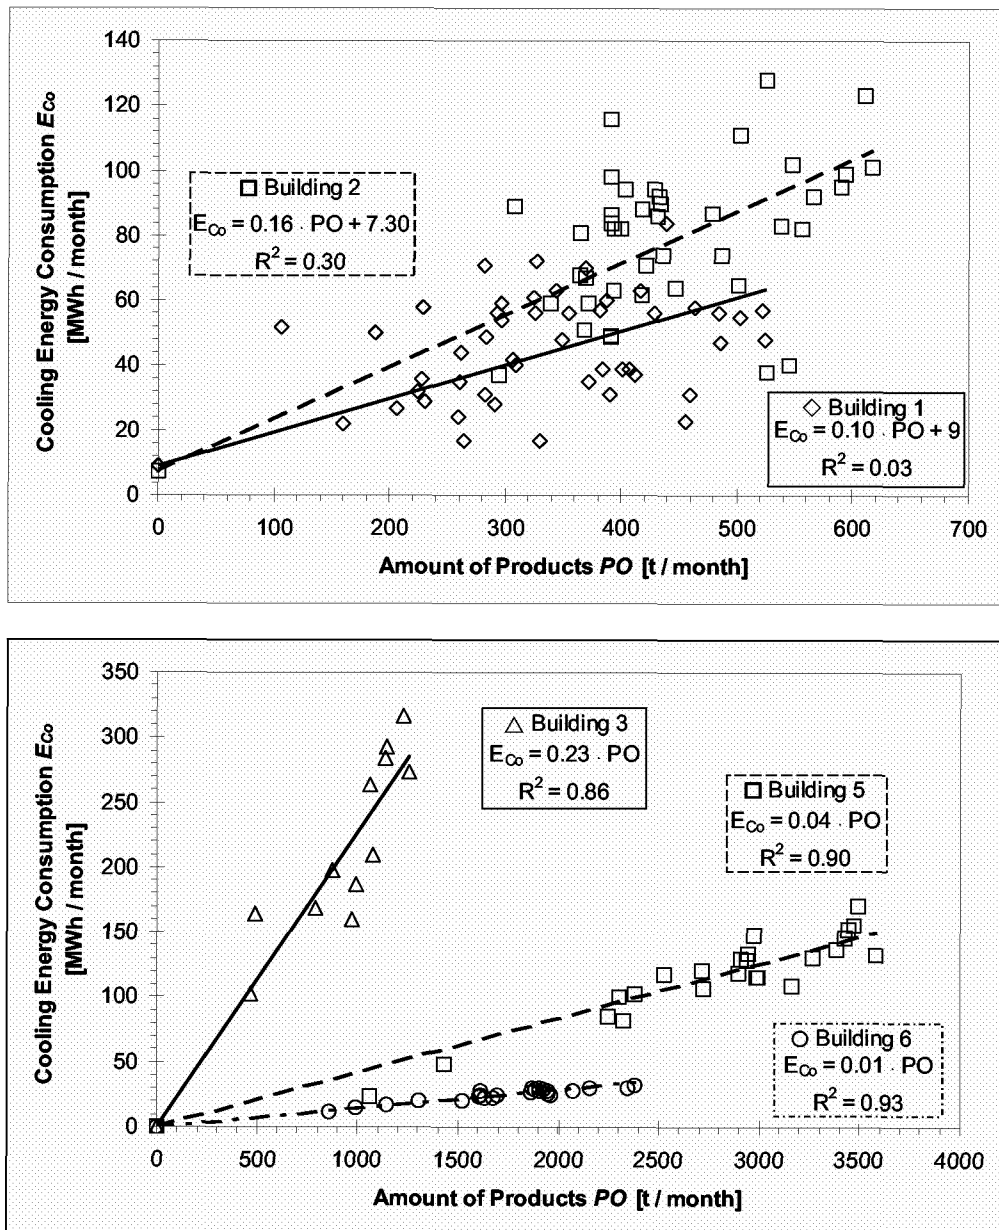 140
120
100
80
60
40
20
0
Cooling Energy Consumption E_Co
[MWh / month]
Building 2
E_Co = 0.16 · PO + 7.30
R² = 0.30
Building 1
E_Co = 0.10 · PO + 9
R² = 0.03
0 100 200 300 400 500 600 700
Amount of Products PO [t / month]
350
300
250
200
150
100
50
0
Cooling Energy Consumption E_Co
[MWh / month]
Building 3
E_Co = 0.23 · PO
R² = 0.86
Building 5
E_Co = 0.04 · PO
R² = 0.90
Building 6
E_Co = 0.01 · PO
R² = 0.93
0 500 1000 1500 2000 2500 3000 3500 4000
Amount of Products PO [t / month]